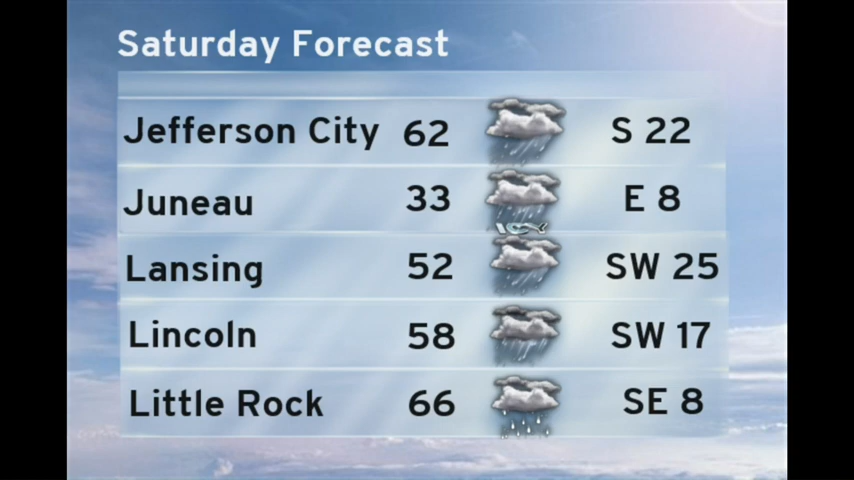 Saturday Forecast
Jefferson City 62 S 22
Juneau 33 E 8
Lansing 52 SW 25
Lincoln 58 SW 17
Little Rock 66 SE 8